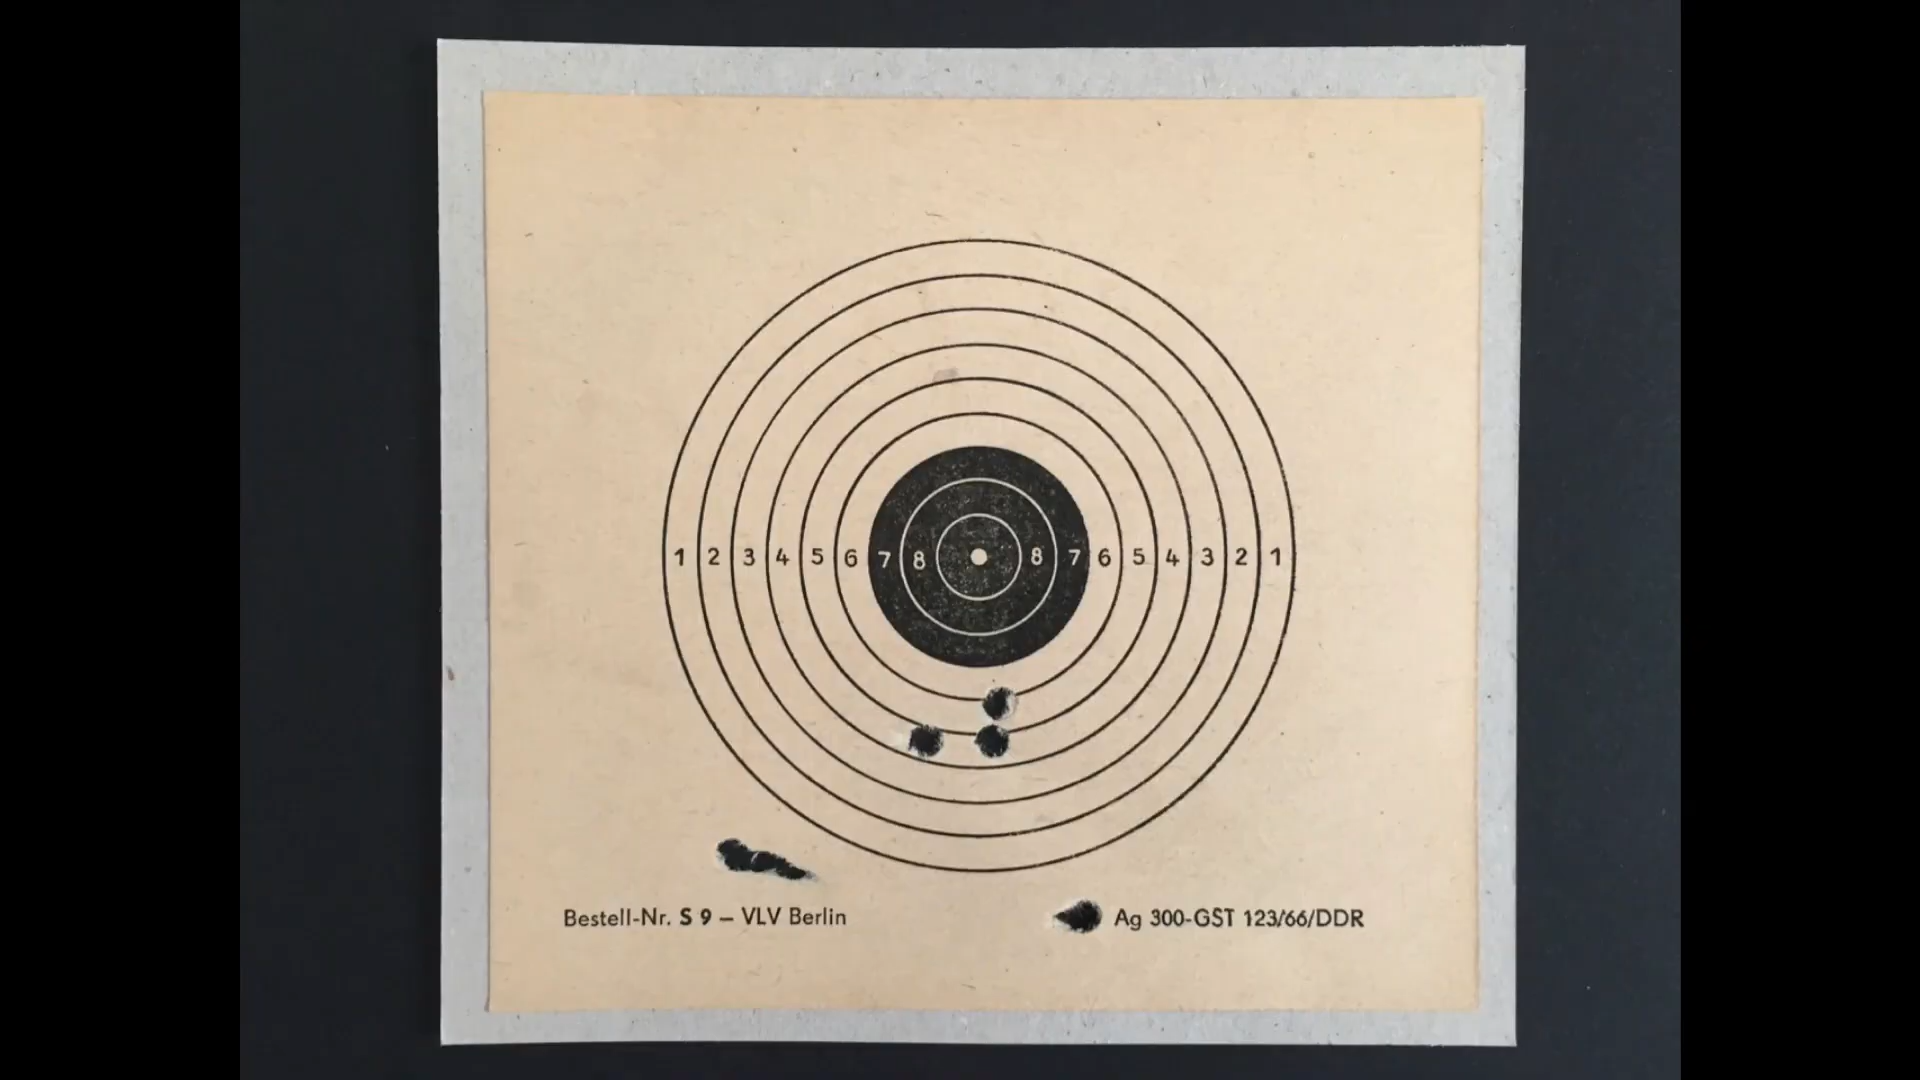 1 2 3 4 5 6 7 8 8 7 6 5 4 3 2 1
Bestell-Nr. S 9 – VLV Berlin
Ag 300-GST 123/66/DDR